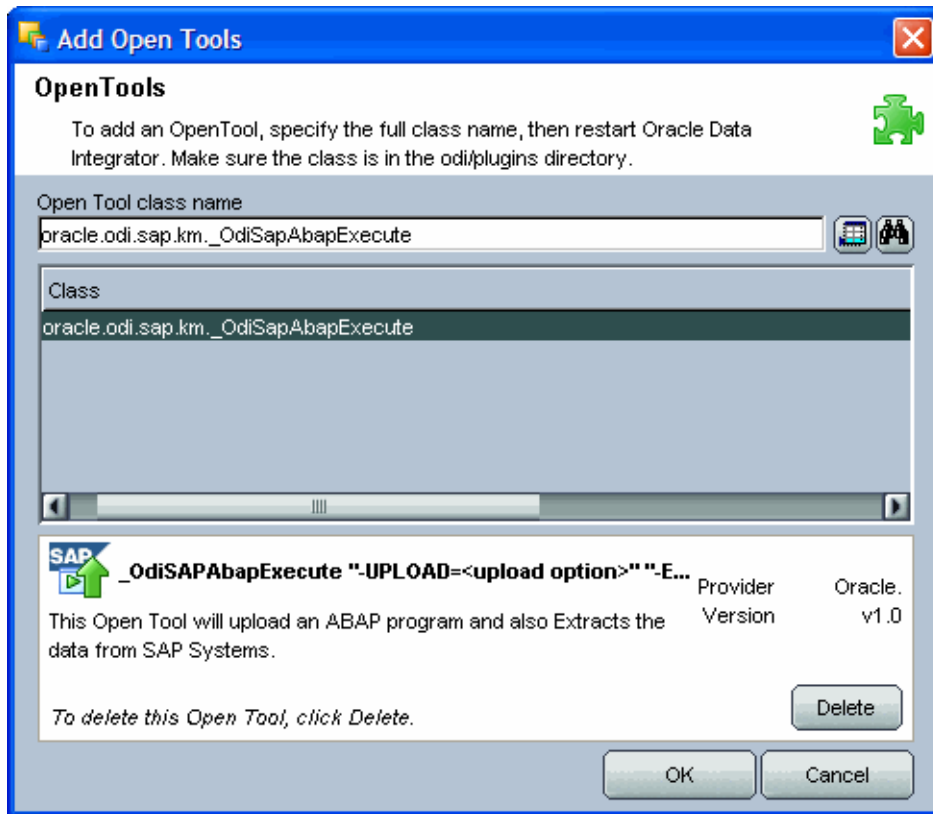 Add Open Tools
OpenTools
To add an OpenTool, specify the full class name, then restart Oracle Data
Integrator. Make sure the class is in the odi/plugins directory.
Open Tool class name
oracle.odi.sap.km._OdiSapAbapExecute
Class
oracle.odi.sap.km._OdiSapAbapExecute
SAP
_OdiSAPAbapExecute "-UPLOAD=<upload option>" "-E...
Provider Oracle.
Version v1.0
This Open Tool will upload an ABAP program and also Extracts the
data from SAP Systems.
To delete this Open Tool, click Delete.
Delete
OK
Cancel